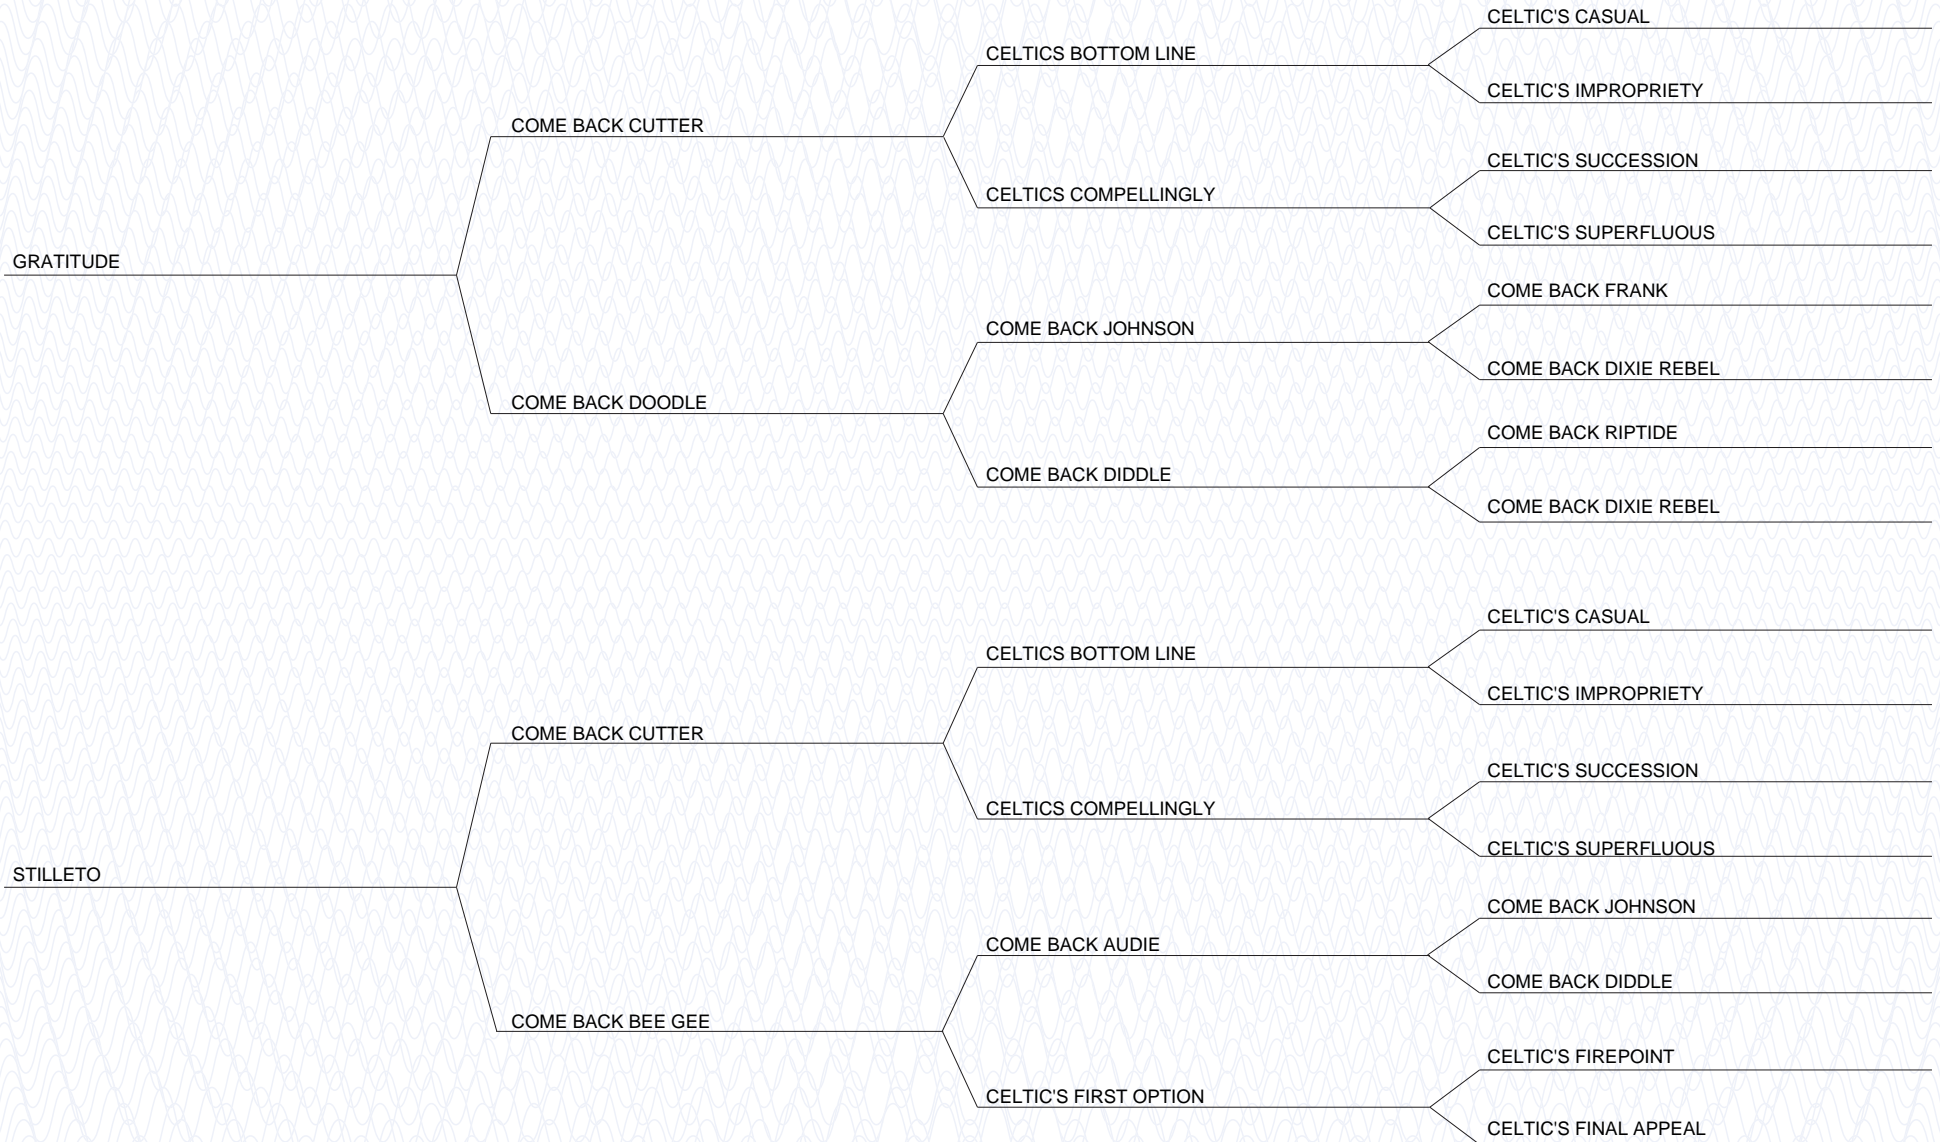 CELTIC'S CASUAL
CELTICS BOTTOM LINE
CELTIC'S IMPROPRIETY
COME BACK CUTTER
CELTIC'S SUCCESSION
CELTICS COMPELLINGLY
CELTIC'S SUPERFLUOUS
GRATITUDE
COME BACK FRANK
COME BACK JOHNSON
COME BACK DIXIE REBEL
COME BACK DOODLE
COME BACK RIPTIDE
COME BACK DIDDLE
COME BACK DIXIE REBEL
CELTIC'S CASUAL
CELTICS BOTTOM LINE
CELTIC'S IMPROPRIETY
COME BACK CUTTER
CELTIC'S SUCCESSION
CELTICS COMPELLINGLY
CELTIC'S SUPERFLUOUS
STILLETO
COME BACK JOHNSON
COME BACK AUDIE
COME BACK DIDDLE
COME BACK BEE GEE
CELTIC'S FIREPOINT
CELTIC'S FIRST OPTION
CELTIC'S FINAL APPEAL